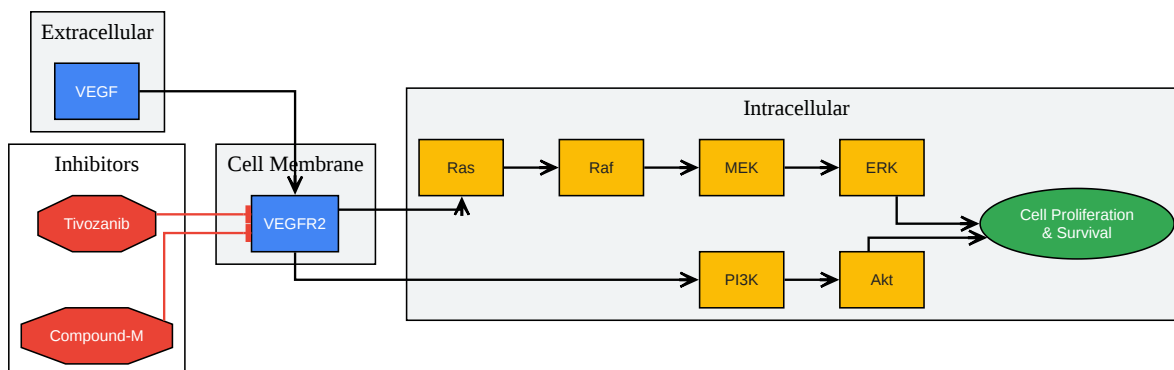 Extracellular
VEGF
Inhibitors
Tivozanib
Compound-M
Cell Membrane
VEGFR2
Intracellular
Ras
Raf
MEK
ERK
PI3K
Akt
Cell Proliferation
& Survival